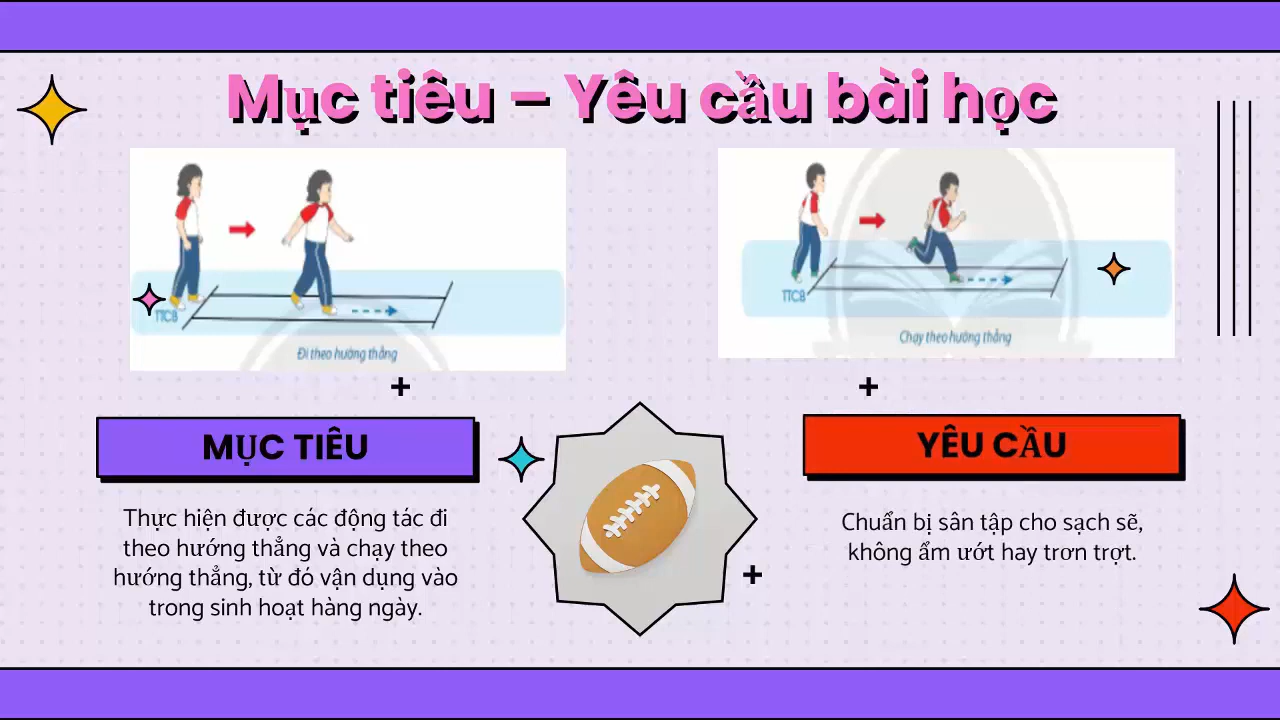 Mục tiêu – Yêu cầu bài học
TTCB
Đi theo hướng thẳng
TTCB
Chạy theo hướng thẳng
MỤC TIÊU
Thực hiện được các động tác đi
theo hướng thẳng và chạy theo
hướng thẳng, từ đó vận dụng vào
trong sinh hoạt hàng ngày.
YÊU CẦU
Chuẩn bị sân tập cho sạch sẽ,
không ẩm ướt hay trơn trợt.